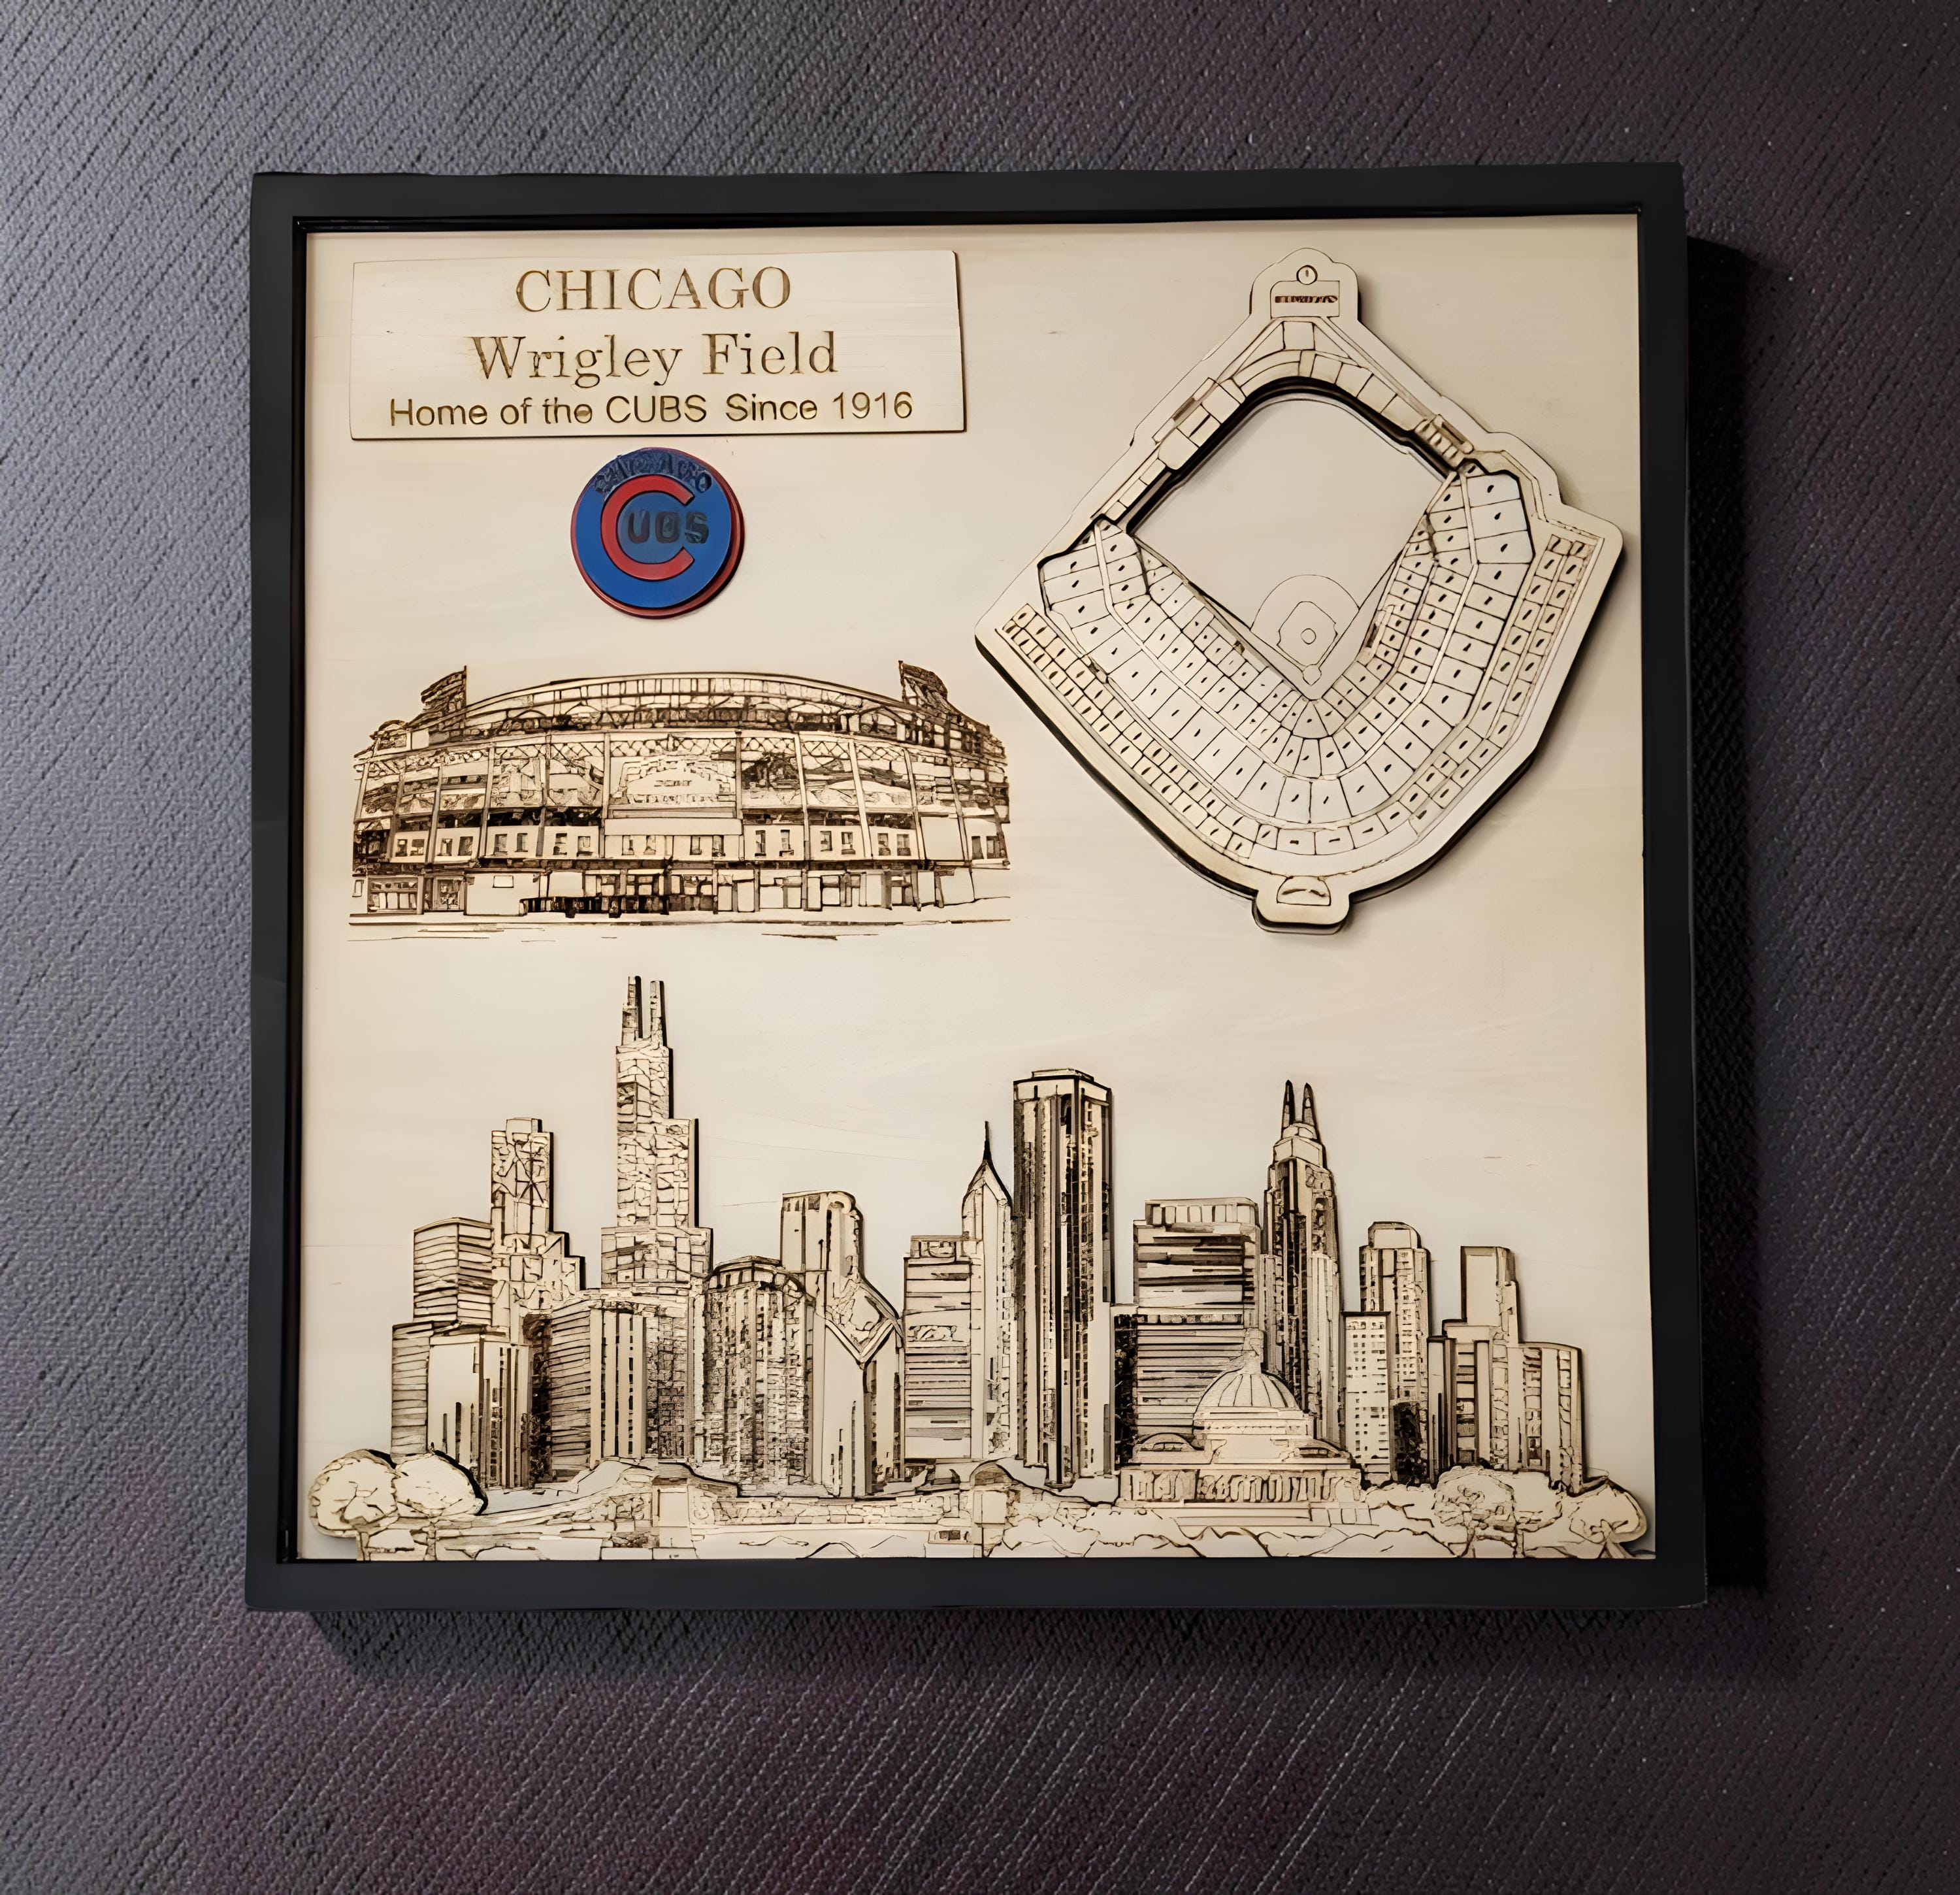 CHICAGO
Wrigley Field
Home of the CUBS Since 1916